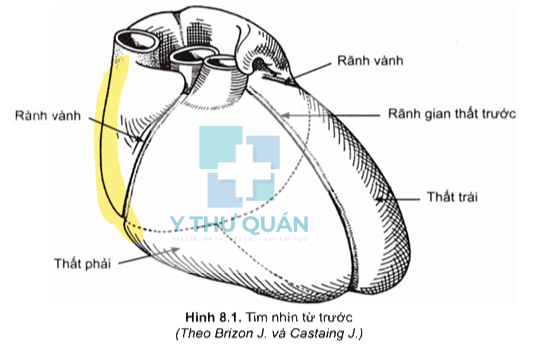 Rãnh vành
Rãnh vành
Rãnh gian thất trước
Thất trái
Y THƯ QUÁN
Thất phải
Hình 8.1. Tim nhìn từ trước
(Theo Brizon J. và Castaing J.)